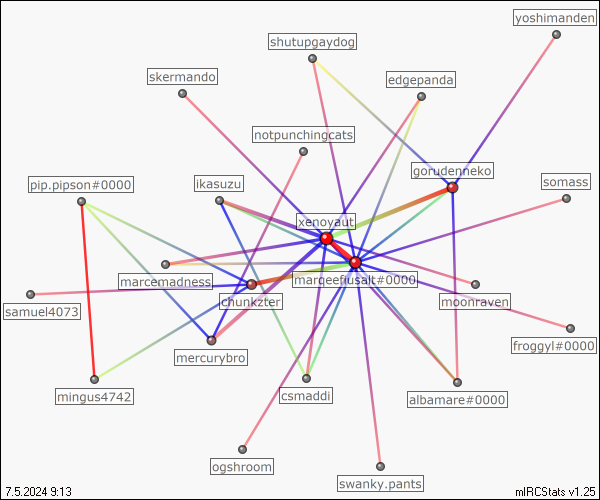 yoshimanden
shutupgaydog
skermando
edgepanda
notpunchingcats
gorudenneko
pip.pipson#0000
ikasuzu
somass
xenoyaut
marcemadness
marqeefiusalt#0000
moonraven
chunkzter
samuel4073
froggyl#0000
mercurybro
mingus4742
csmaddi
albamare#0000
ogshroom
swanky.pants
7.5.2024 9:13
mIRCStats v1.25